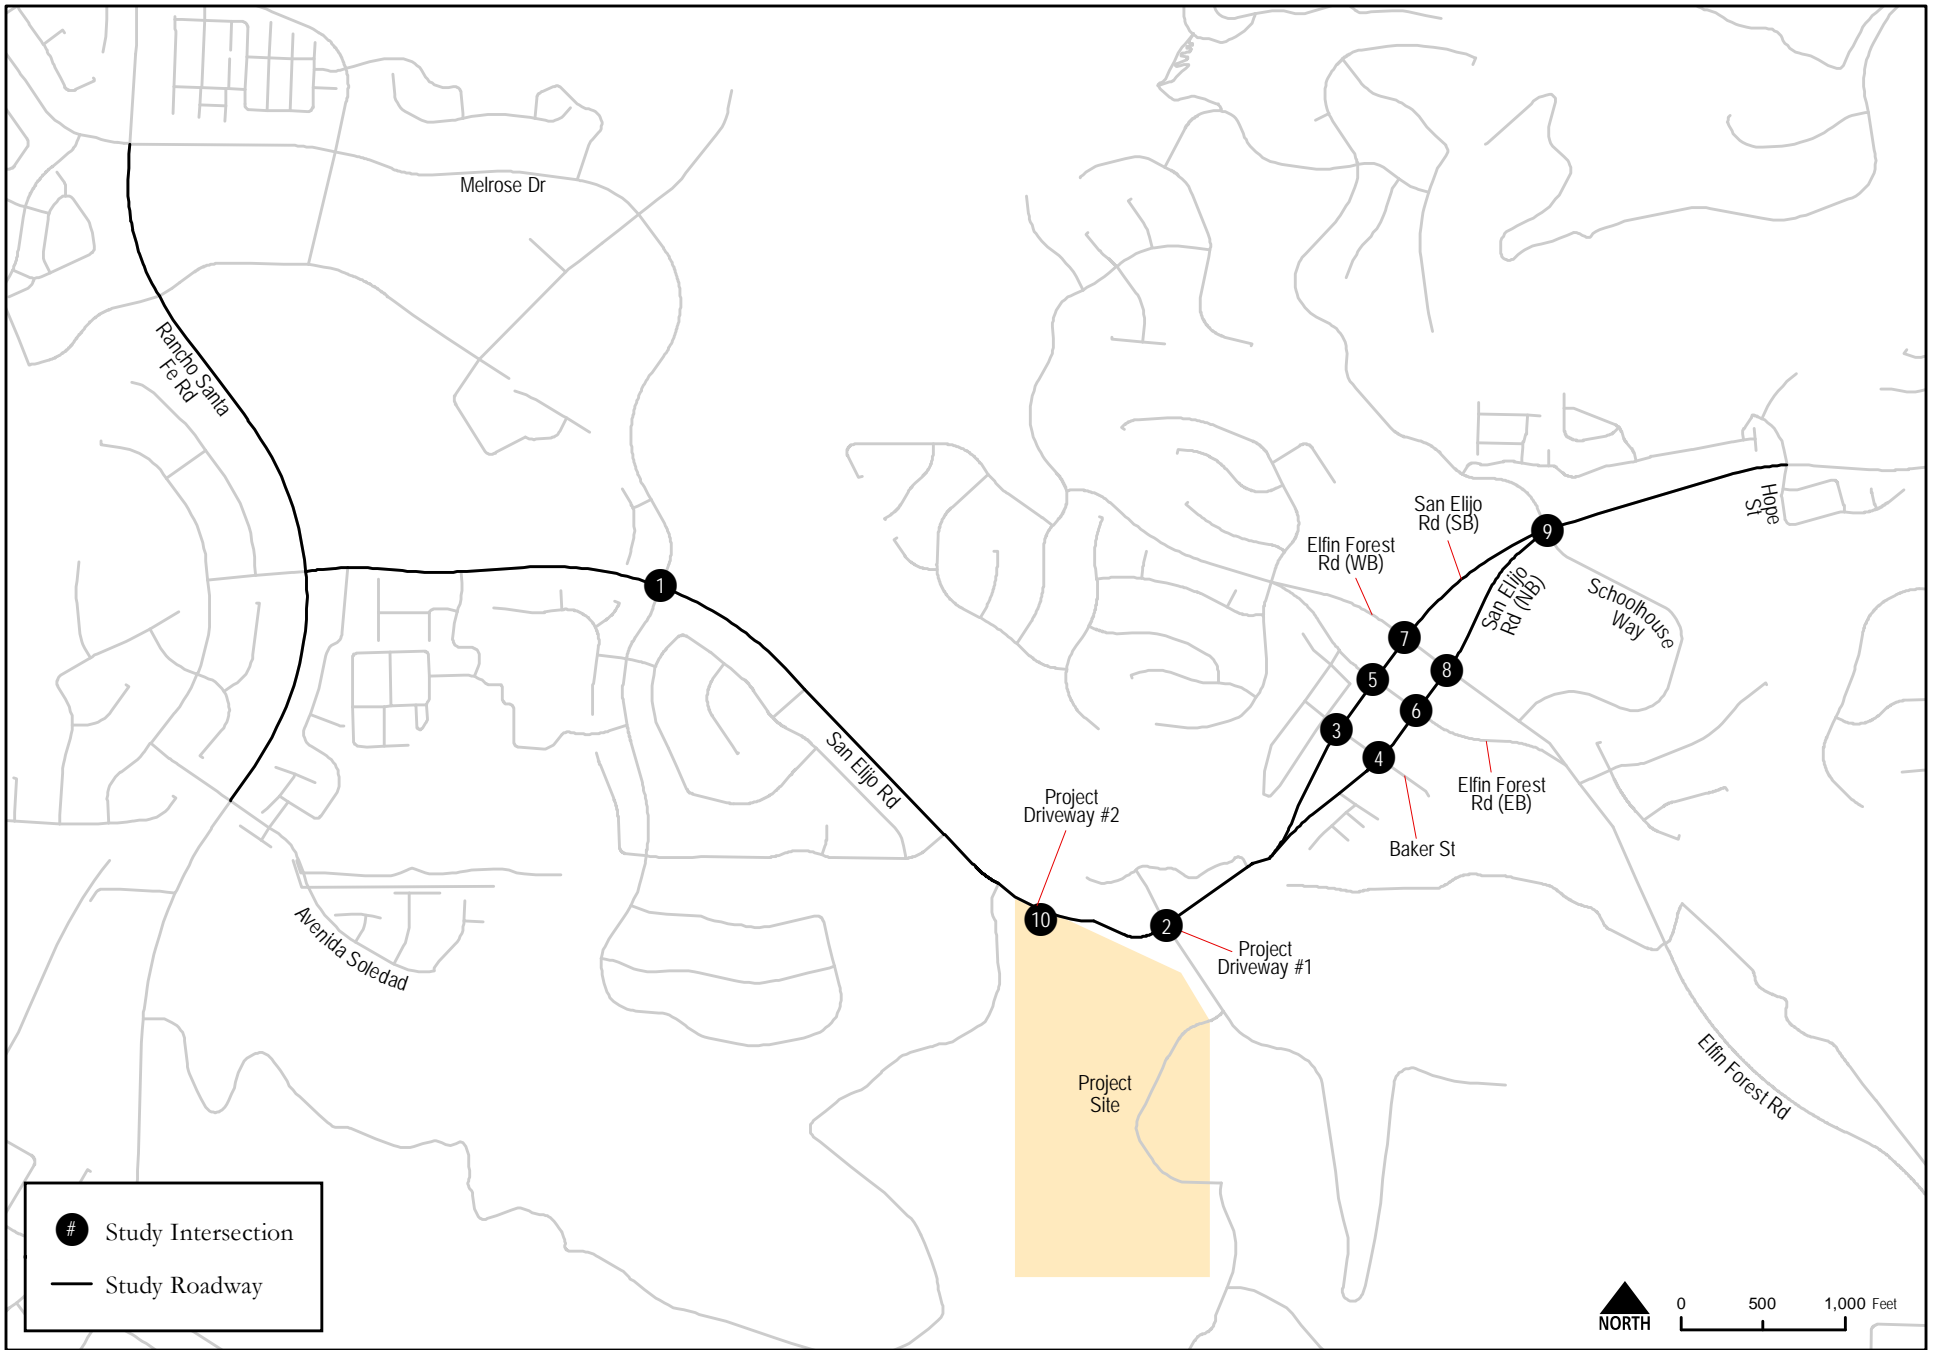 Melrose Dr
Rancho Santa
Fe Rd
1
San Elijo Rd
San Elijo
Rd (SB)
Elfin Forest
Rd (WB)
Hope
St
9
San Elijo
Rd (NB)
Schoolhouse
Way
7
8
5
6
3
4
Elfin Forest
Rd (EB)
Baker St
Project
Driveway #2
10
2
Project
Driveway #1
Avenida Soledad
Project
Site
Elfin Forest Rd
# Study Intersection
Study Roadway
NORTH
0 500 1,000 Feet